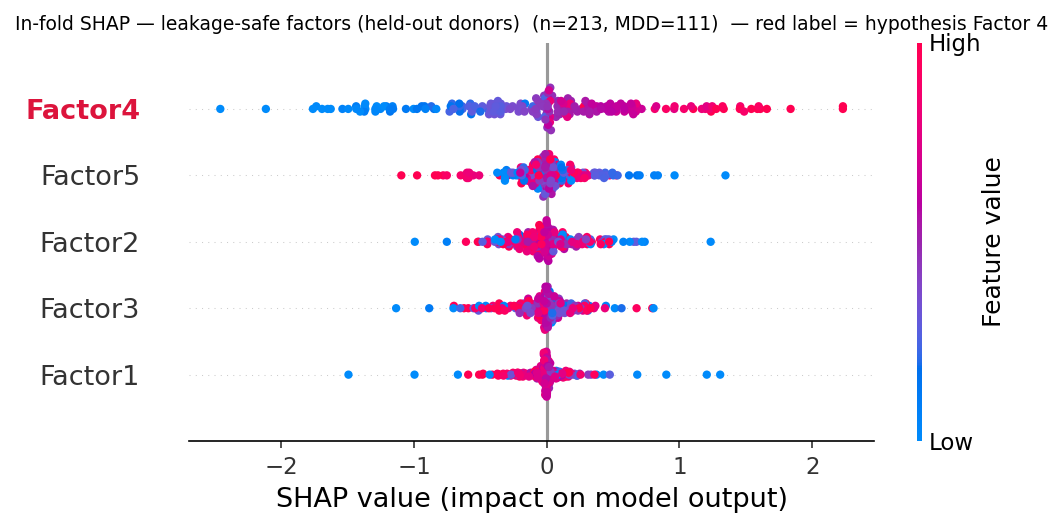 In-fold SHAP — leakage-safe factors (held-out donors)  (n=213, MDD=111)  — red label = hypothesis Factor 4
High
Factor4
Factor5
Factor2
Factor3
Factor1
Feature value
Low
−2 −1 0 1 2
SHAP value (impact on model output)